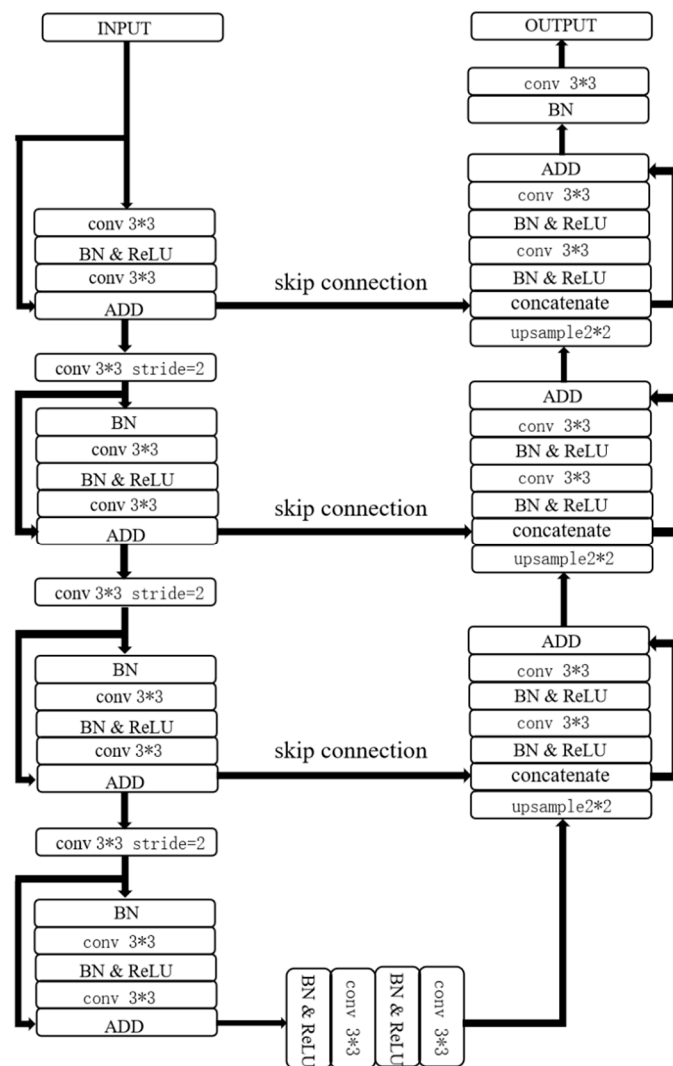 INPUT
conv 3*3
BN & ReLU
conv 3*3
ADD
conv 3*3 stride=2
BN
conv 3*3
BN & ReLU
conv 3*3
ADD
conv 3*3 stride=2
BN
conv 3*3
BN & ReLU
conv 3*3
ADD
conv 3*3 stride=2
BN
conv 3*3
BN & ReLU
conv 3*3
ADD
skip connection
skip connection
skip connection
BN & ReLU
conv 3*3
BN & ReLU
conv 3*3
OUTPUT
conv 3*3
BN
ADD
conv 3*3
BN & ReLU
conv 3*3
BN & ReLU
concatenate
upsample2*2
ADD
conv 3*3
BN & ReLU
conv 3*3
BN & ReLU
concatenate
upsample2*2
ADD
conv 3*3
BN & ReLU
conv 3*3
BN & ReLU
concatenate
upsample2*2